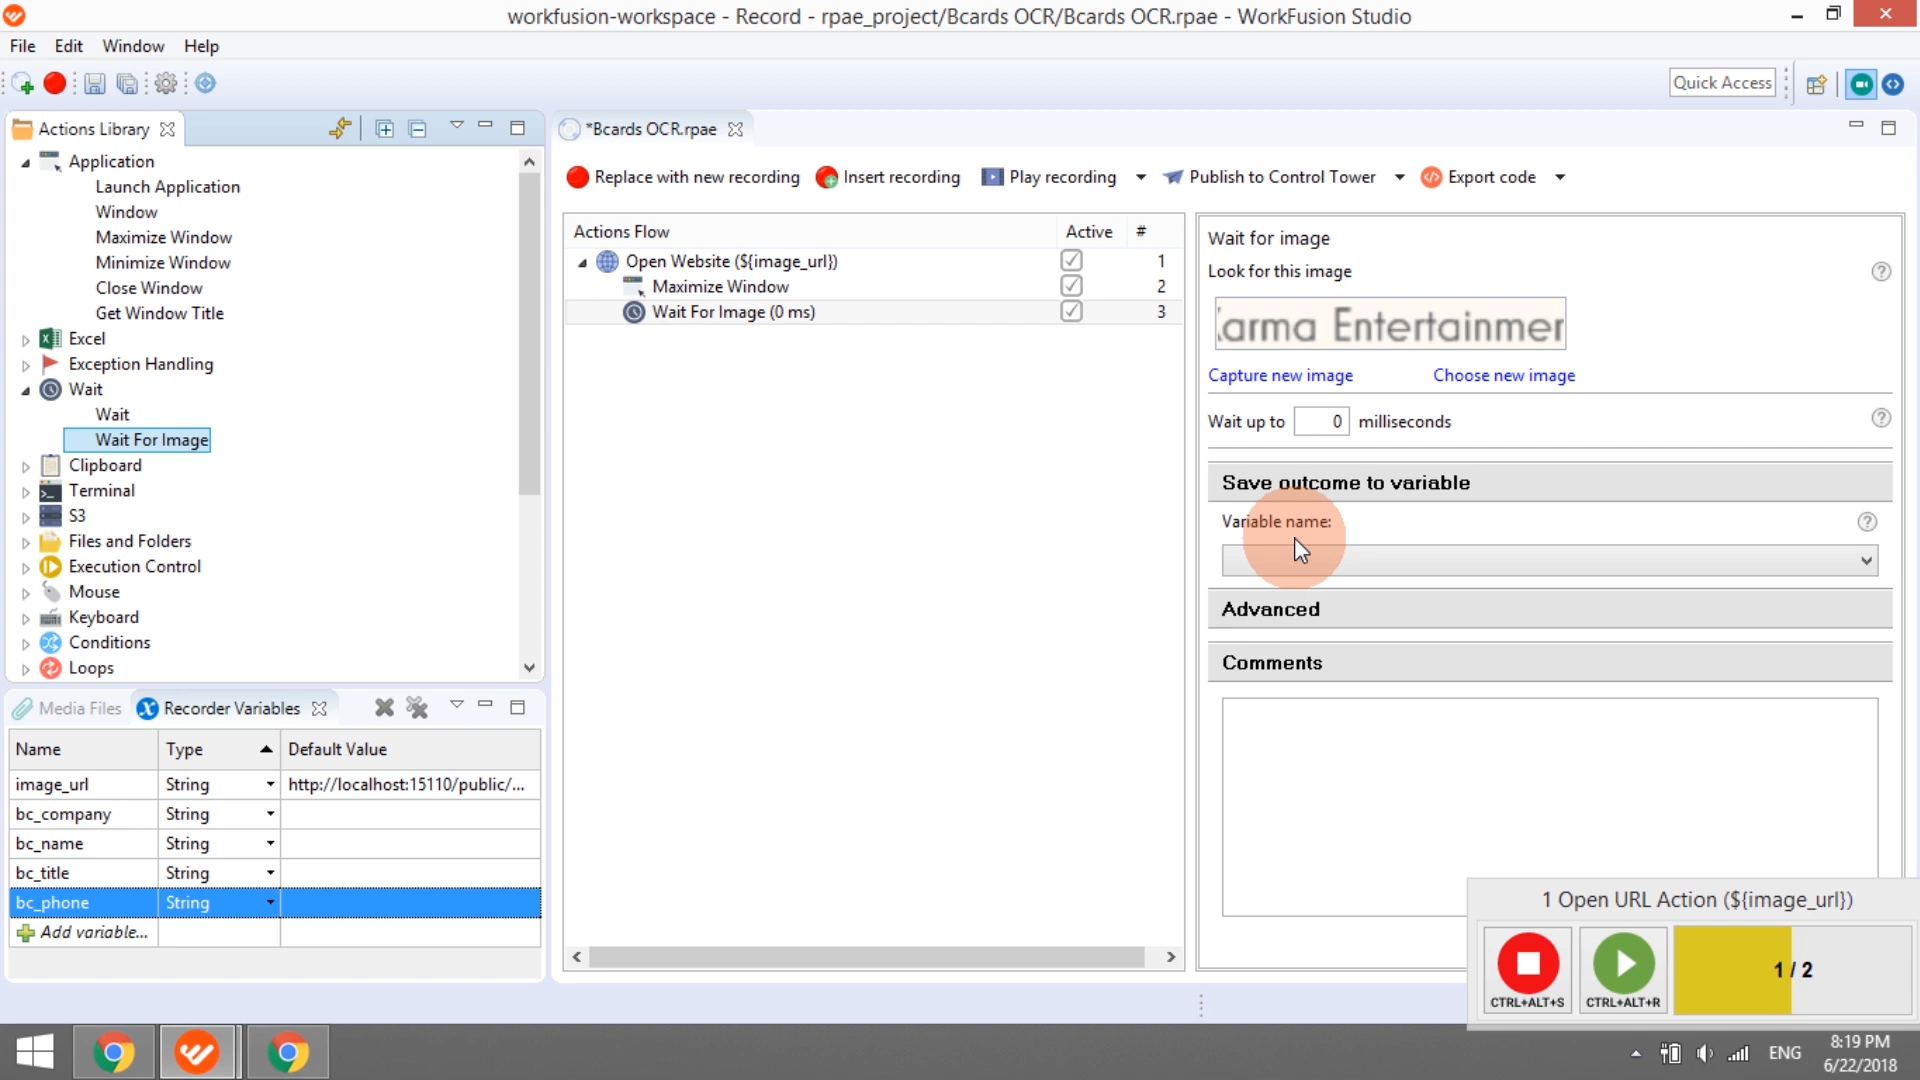 workfusion-workspace - Record - rpae_project/Bcards OCR/Bcards OCR.rpae - WorkFusion Studio
File Edit Window Help
Quick Access
Actions Library
*Bcards OCR.rpae
Application
Launch Application
Window
Maximize Window
Minimize Window
Close Window
Get Window Title
Excel
Exception Handling
Wait
Wait
Wait For Image
Clipboard
Terminal
S3
Files and Folders
Execution Control
Mouse
Keyboard
Conditions
Loops
Replace with new recording Insert recording Play recording Publish to Control Tower Export code
Actions Flow Active #
Open Website (${image_url}) 1
Maximize Window 2
Wait For Image (0 ms) 3
Wait for image
Look for this image
arma Entertainmer
Capture new image Choose new image
Wait up to 0 milliseconds
Save outcome to variable
Variable name:
Advanced
Comments
Media Files Recorder Variables
Name Type Default Value
image_url String http://localhost:15110/public/...
bc_company String
bc_name String
bc_title String
bc_phone String
Add variable...
1 Open URL Action (${image_url})
CTRL+ALT+S CTRL+ALT+R 1 / 2
ENG 8:19 PM
6/22/2018